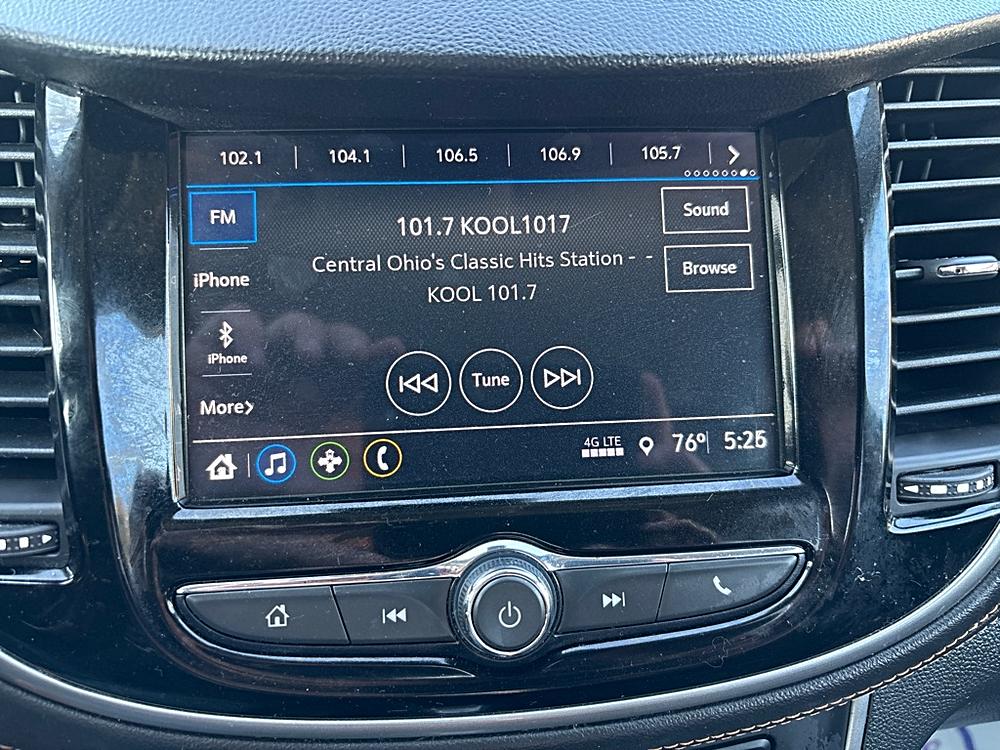 102.1 104.1 106.5 106.9 105.7
FM
101.7 KOOL1017
Sound
iPhone
Central Ohio's Classic Hits Station - -
Browse
KOOL 101.7
iPhone
Tune
More
4G LTE
76° 5:25